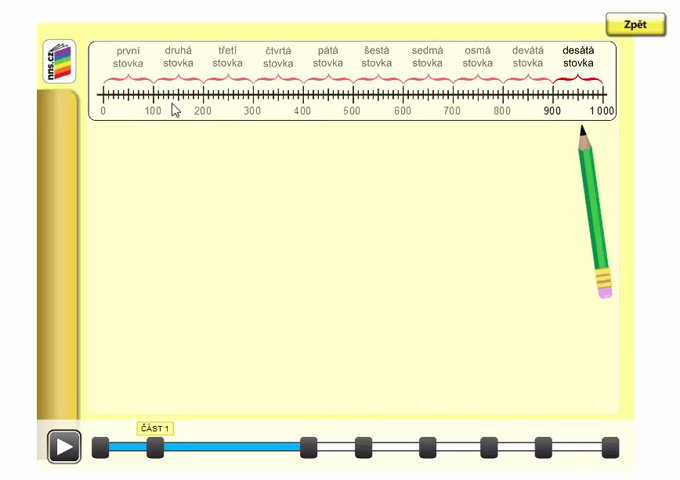 Zpět
nns.cz
první druhá třetí čtvrtá pátá šestá sedmá osmá devátá desátá
stovka stovka stovka stovka stovka stovka stovka stovka stovka stovka
0 100 200 300 400 500 600 700 800 900 1 000
ČÁST 1